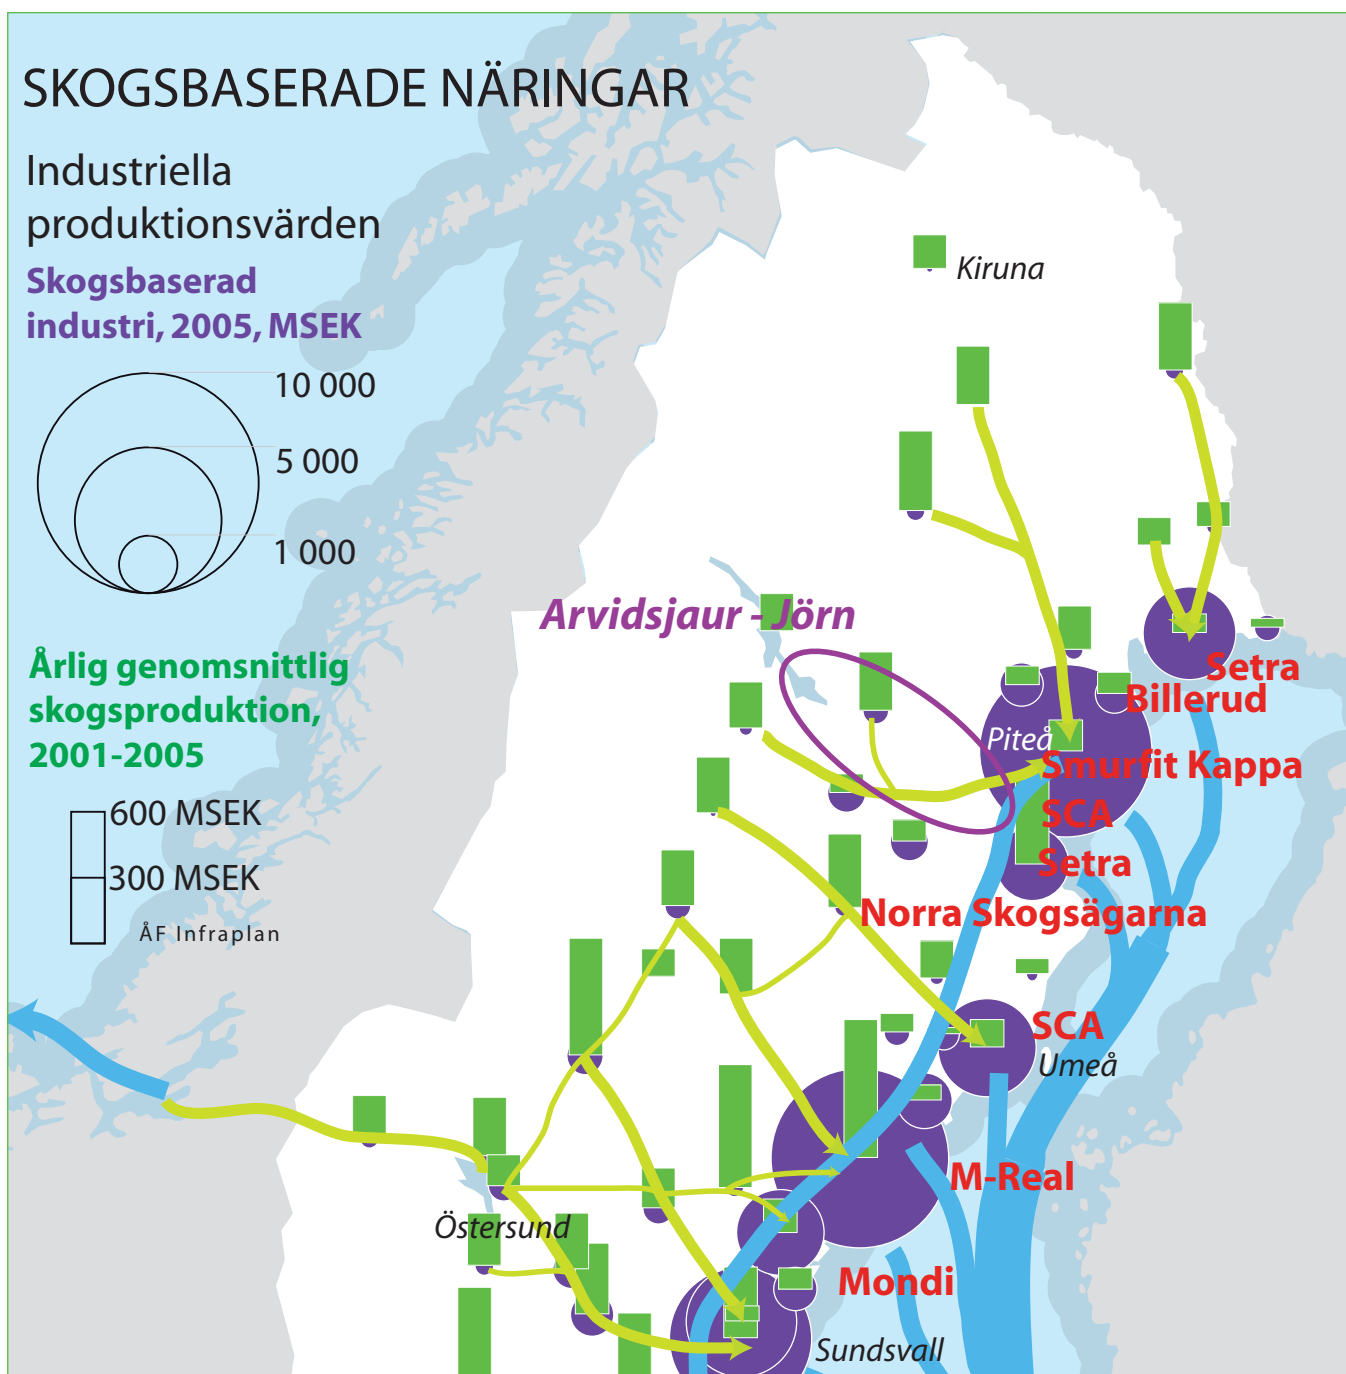 SKOGSBASERADE NÄRINGAR
Industriella
produktionsvärden
Skogsbaserad
industri, 2005, MSEK
10 000
5 000
1 000
Årlig genomsnittlig
skogsproduktion,
2001-2005
600 MSEK
300 MSEK
ÅF Infraplan
Kiruna
Arvidsjaur - Jörn
Setra
Billerud
Piteå
Smurfit Kappa
SCA
Setra
Norra Skogsägarna
SCA
Umeå
M-Real
Östersund
Mondi
Sundsvall